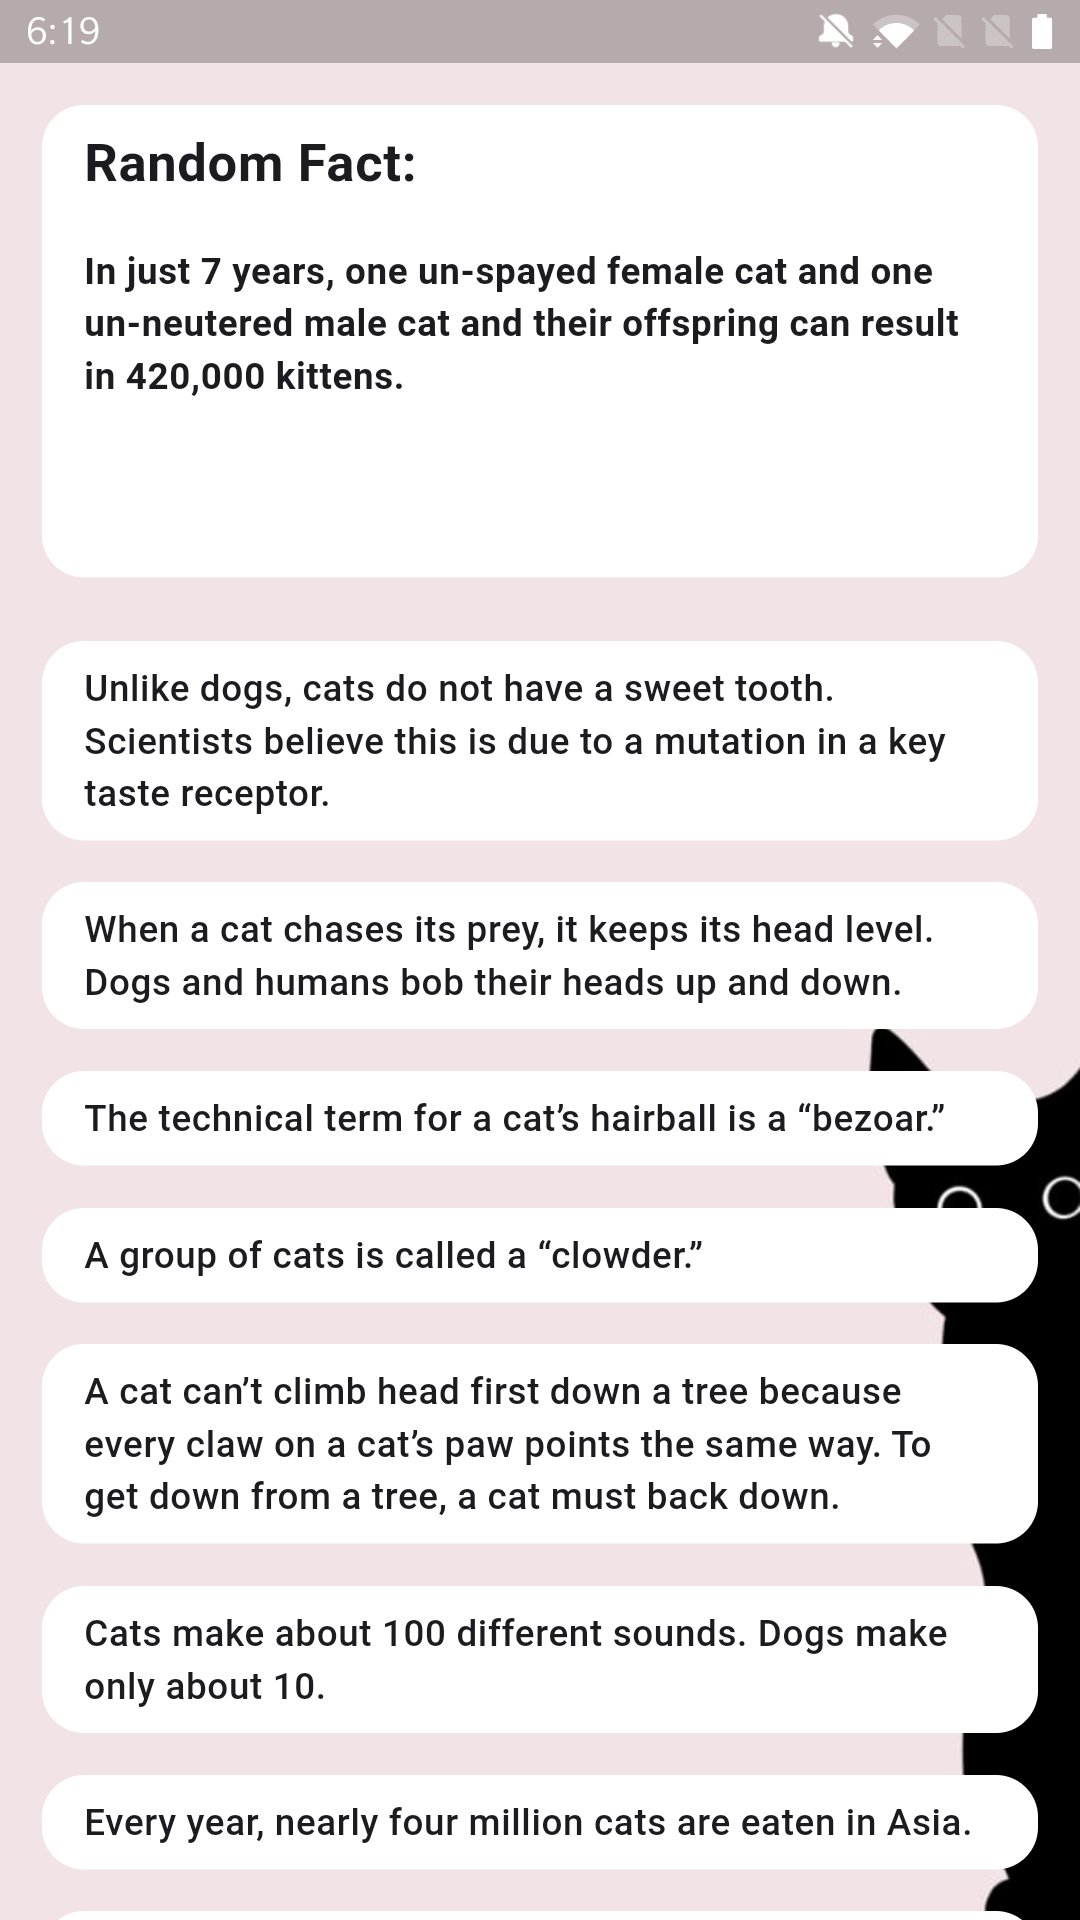 6:19
Random Fact:
In just 7 years, one un-spayed female cat and one
un-neutered male cat and their offspring can result
in 420,000 kittens.
Unlike dogs, cats do not have a sweet tooth.
Scientists believe this is due to a mutation in a key
taste receptor.
When a cat chases its prey, it keeps its head level.
Dogs and humans bob their heads up and down.
The technical term for a cat’s hairball is a “bezoar.”
A group of cats is called a “clowder.”
A cat can’t climb head first down a tree because
every claw on a cat’s paw points the same way. To
get down from a tree, a cat must back down.
Cats make about 100 different sounds. Dogs make
only about 10.
Every year, nearly four million cats are eaten in Asia.